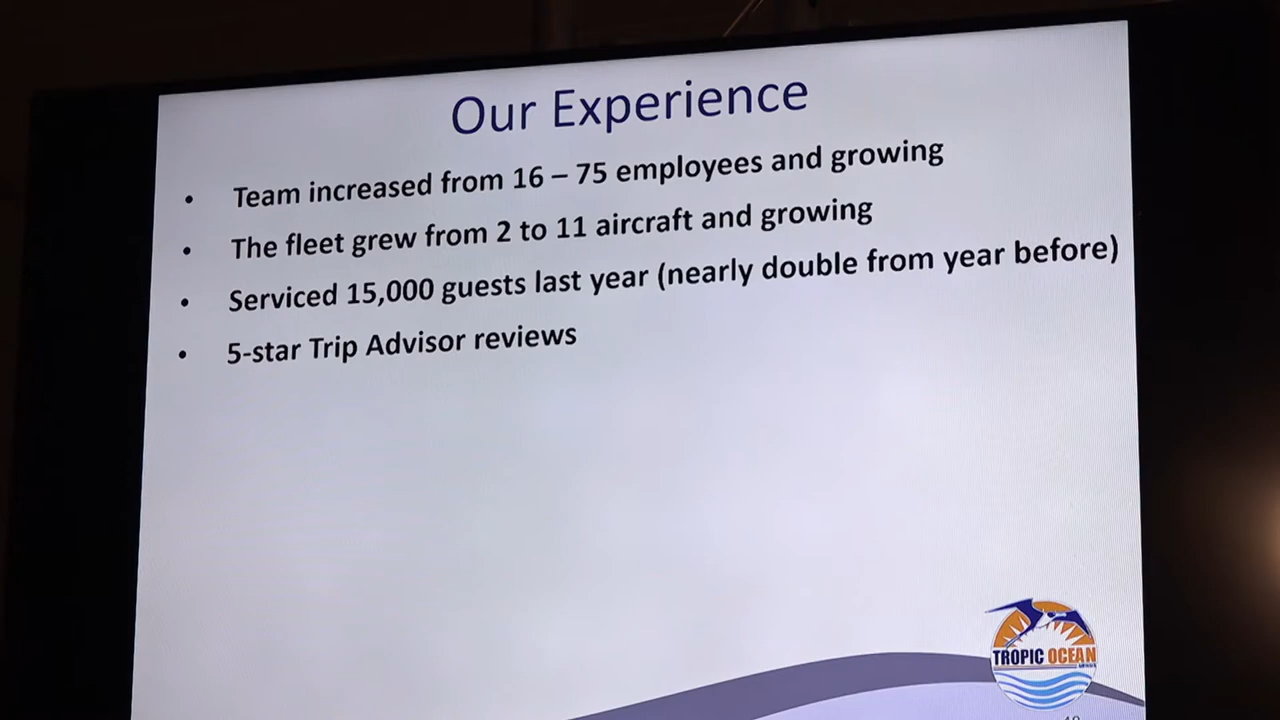 Our Experience
• Team increased from 16 – 75 employees and growing
• The fleet grew from 2 to 11 aircraft and growing
• Serviced 15,000 guests last year (nearly double from year before)
• 5-star Trip Advisor reviews
TROPIC OCEAN